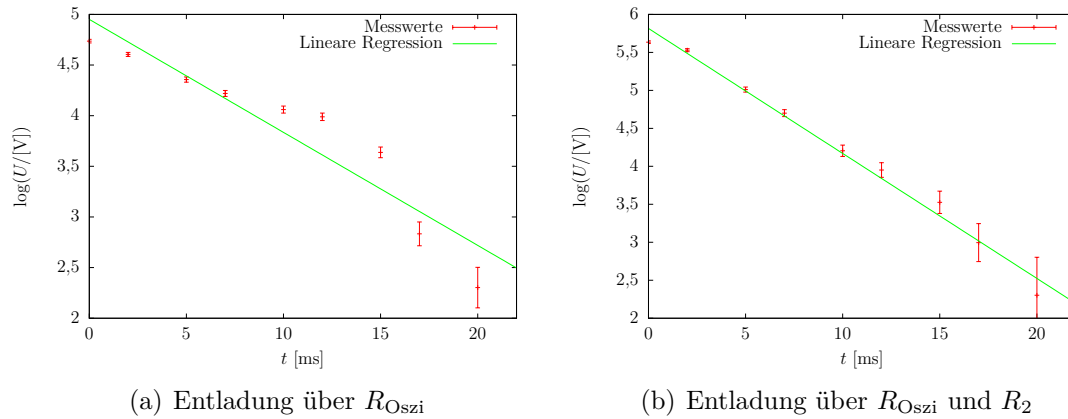 5
4,5
4
3,5
3
2,5
2
0
5
10
15
20
log(U/[V])
t [ms]
Messwerte
Lineare Regression
(a) Entladung über R_Oszi
6
5,5
5
4,5
4
3,5
3
2,5
2
0
5
10
15
20
log(U/[V])
t [ms]
Messwerte
Lineare Regression
(b) Entladung über R_Oszi und R_2